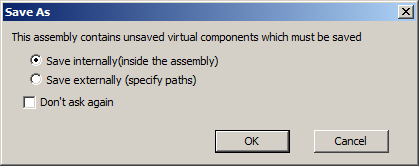 Save As
This assembly contains unsaved virtual components which must be saved
Save internally(inside the assembly)
Save externally (specify paths)
Don't ask again
OK
Cancel